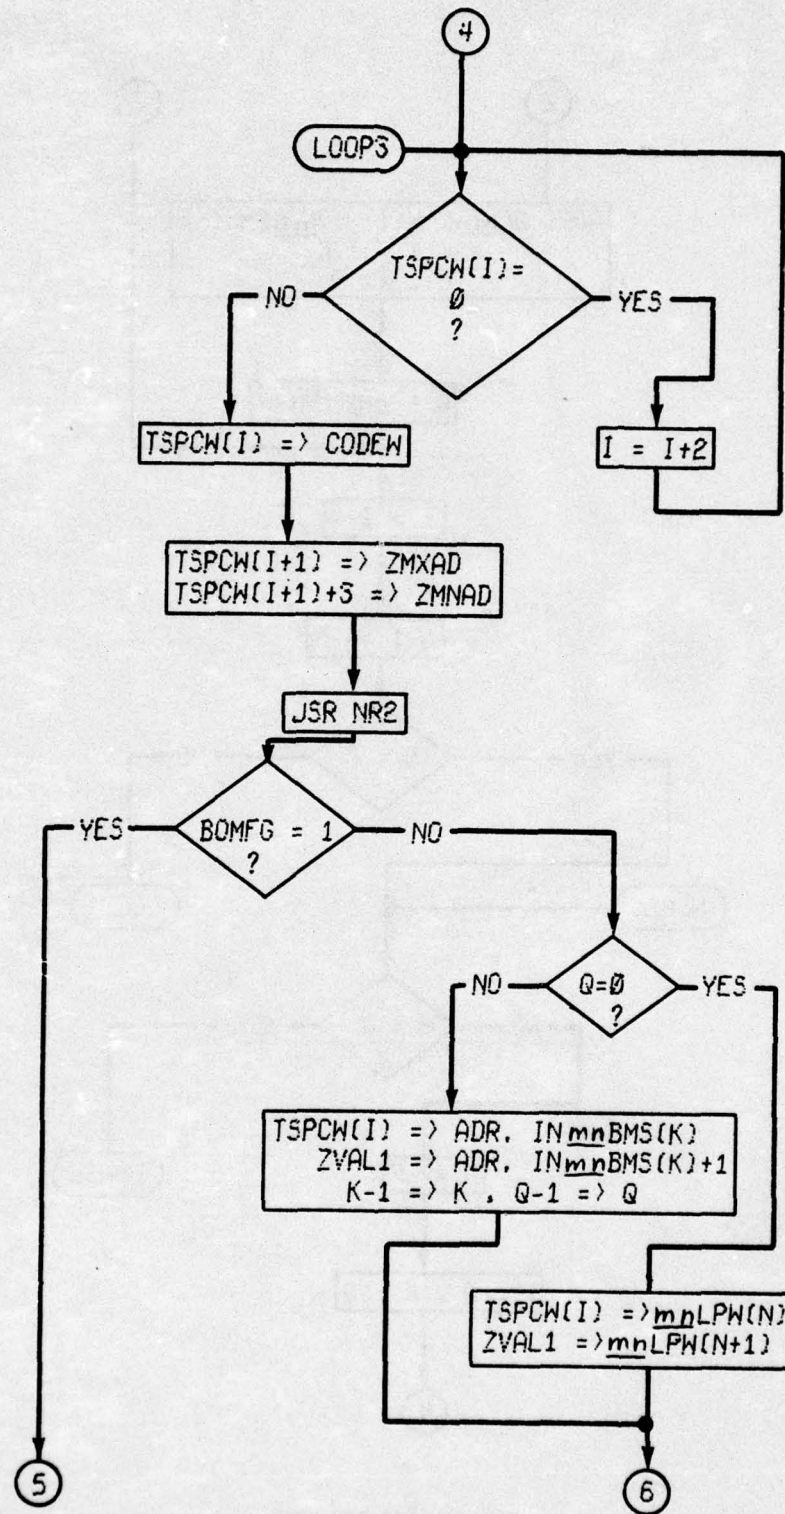 4
LOOP3
TSPCW(I)=
Ø
?
NO
YES
TSPCW(I) => CODEW
I = I+2
TSPCW(I+1) => ZMXAD
TSPCW(I+1)+3 => ZMNAD
JSR NR2
YES
BOMFG = 1
?
NO
NO
Q=Ø
?
YES
TSPCW(I) => ADR. INmnBMS(K)
ZVAL1 => ADR. INmnBMS(K)+1
K-1 => K . Q-1 => Q
TSPCW(I) =>mnLPW(N)
ZVAL1 =>mnLPW(N+1)
5
6